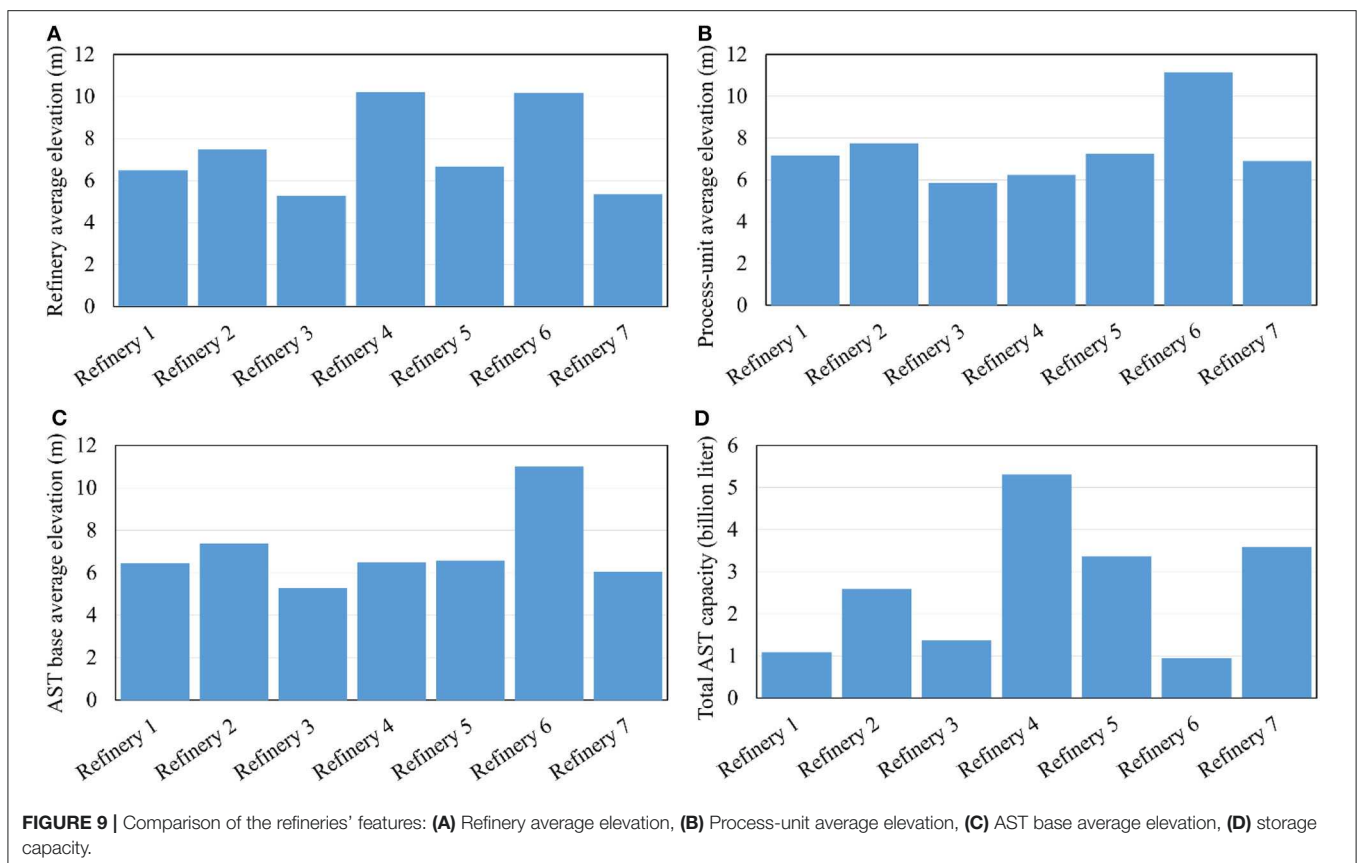 A
Refinery average elevation (m)
12
10
8
6
4
2
0
Refinery 1
Refinery 2
Refinery 3
Refinery 4
Refinery 5
Refinery 6
Refinery 7
B
Process-unit average elevation (m)
12
10
8
6
4
2
0
Refinery 1
Refinery 2
Refinery 3
Refinery 4
Refinery 5
Refinery 6
Refinery 7
C
AST base average elevation (m)
12
10
8
6
4
2
0
Refinery 1
Refinery 2
Refinery 3
Refinery 4
Refinery 5
Refinery 6
Refinery 7
D
Total AST capacity (billion liter)
6
5
4
3
2
1
0
Refinery 1
Refinery 2
Refinery 3
Refinery 4
Refinery 5
Refinery 6
Refinery 7
FIGURE 9 | Comparison of the refineries' features: (A) Refinery average elevation, (B) Process-unit average elevation, (C) AST base average elevation, (D) storage
capacity.